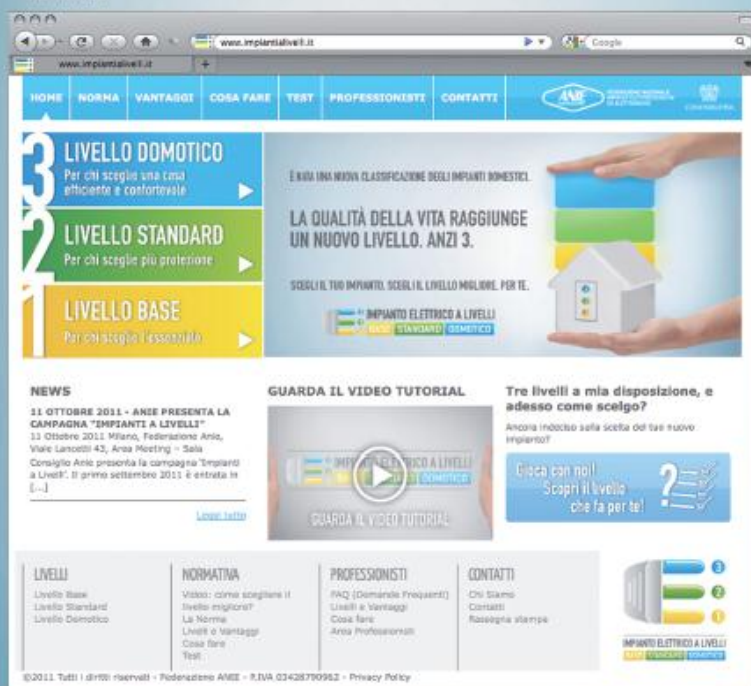 www.impiantialivelli.it
Google
www.impiantialivelli.it
HOME NORMA VANTAGGI COSA FARE TEST PROFESSIONISTI CONTATTI
ANIE
3
LIVELLO DOMOTICO
Per chi sceglie una casa
efficiente e confortevole
2
LIVELLO STANDARD
Per chi sceglie più protezione
1
LIVELLO BASE
Per chi sceglie l'essenziale
È NATA UNA NUOVA CLASSIFICAZIONE DEGLI IMPIANTI DOMESTICI.
LA QUALITÀ DELLA VITA RAGGIUNGE
UN NUOVO LIVELLO. ANZI 3.
SCEGLI IL TUO IMPIANTO. SCEGLI IL LIVELLO MIGLIORE. PER TE.
IMPIANTO ELETTRICO A LIVELLI
BASE STANDARD DOMOTICO
NEWS
11 OTTOBRE 2011 - ANIE PRESENTA LA
CAMPAGNA "IMPIANTI A LIVELLI"
11 Ottobre 2011 Milano, Federazione Anie,
Viale Lancetti 43, Area Meeting – Sala
Consiglio Anie presenta la campagna "Impianti
a Livelli". Il primo settembre 2011 è entrata in
[...]
Leggi tutto
GUARDA IL VIDEO TUTORIAL
IMPIANTO ELETTRICO A LIVELLI
BASE STANDARD DOMOTICO
GUARDA IL VIDEO TUTORIAL
Tre livelli a mia disposizione, e
adesso come scelgo?
Ancora indeciso sulla scelta del tuo nuovo
impianto?
Gioca con noi!
Scopri il livello
che fa per te!
LIVELLI
Livello Base
Livello Standard
Livello Domotico
NORMATIVA
Video: come scegliere il
livello migliore?
La Norma
Livelli e Vantaggi
Cosa fare
Test
PROFESSIONISTI
FAQ (Domande Frequenti)
Livelli e Vantaggi
Cosa fare
Area Professionisti
CONTATTI
Chi Siamo
Contatti
Rassegna stampa
3
2
1
IMPIANTO ELETTRICO A LIVELLI
BASE STANDARD DOMOTICO
©2011 Tutti i diritti riservati - Federazione ANIE - P.IVA 03428790962 - Privacy Policy